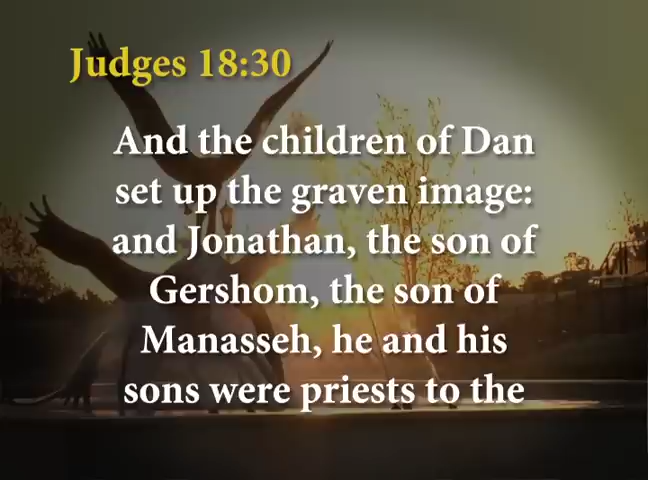 Judges 18:30
And the children of Dan
set up the graven image:
and Jonathan, the son of
Gershom, the son of
Manasseh, he and his
sons were priests to the